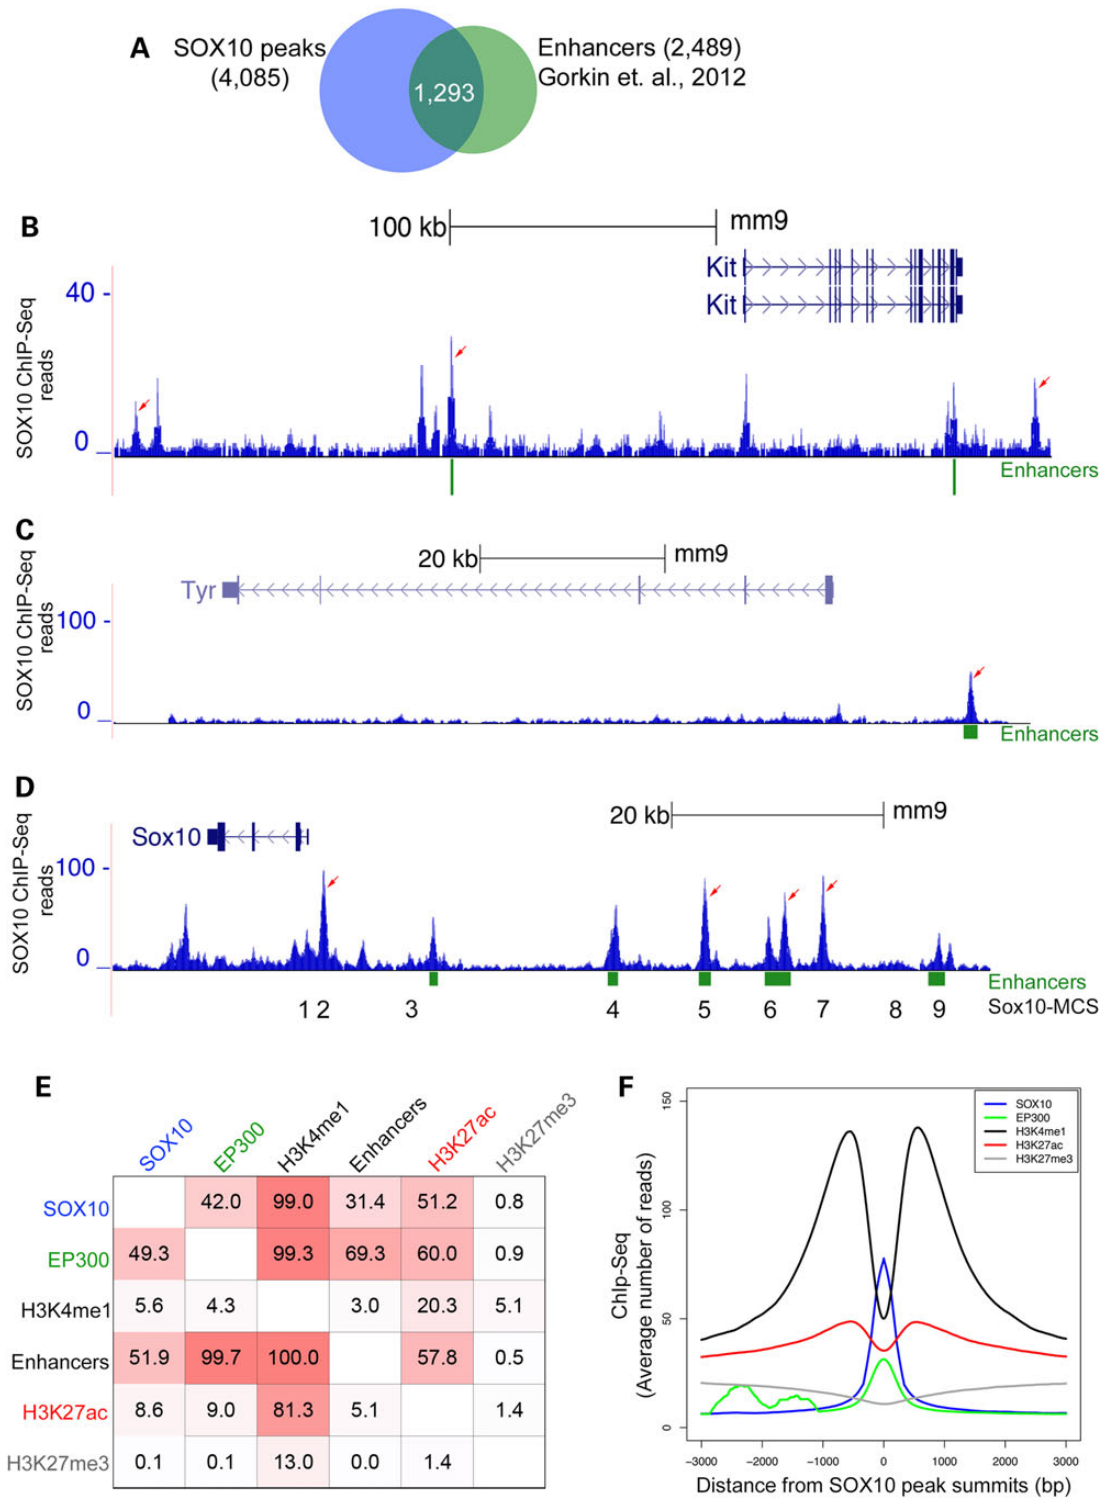 A
SOX10 peaks
(4,085)
1,293
Enhancers (2,489)
Gorkin et. al., 2012
B
100 kb
mm9
Kit
Kit
SOX10 ChIP-Seq
reads
40
0
Enhancers
C
20 kb
mm9
Tyr
SOX10 ChIP-Seq
reads
100
0
Enhancers
D
20 kb
mm9
Sox10
SOX10 ChIP-Seq
reads
100
0
Enhancers
1 2 3 4 5 6 7 8 9 Sox10-MCS
E
SOX10 EP300 H3K4me1 Enhancers H3K27ac H3K27me3
SOX10 42.0 99.0 31.4 51.2 0.8
EP300 49.3 99.3 69.3 60.0 0.9
H3K4me1 5.6 4.3 3.0 20.3 5.1
Enhancers 51.9 99.7 100.0 57.8 0.5
H3K27ac 8.6 9.0 81.3 5.1 1.4
H3K27me3 0.1 0.1 13.0 0.0 1.4
F
SOX10
EP300
H3K4me1
H3K27ac
H3K27me3
ChIp-Seq
(Average number of reads)
150
100
50
0
-3000 -2000 -1000 0 1000 2000 3000
Distance from SOX10 peak summits (bp)